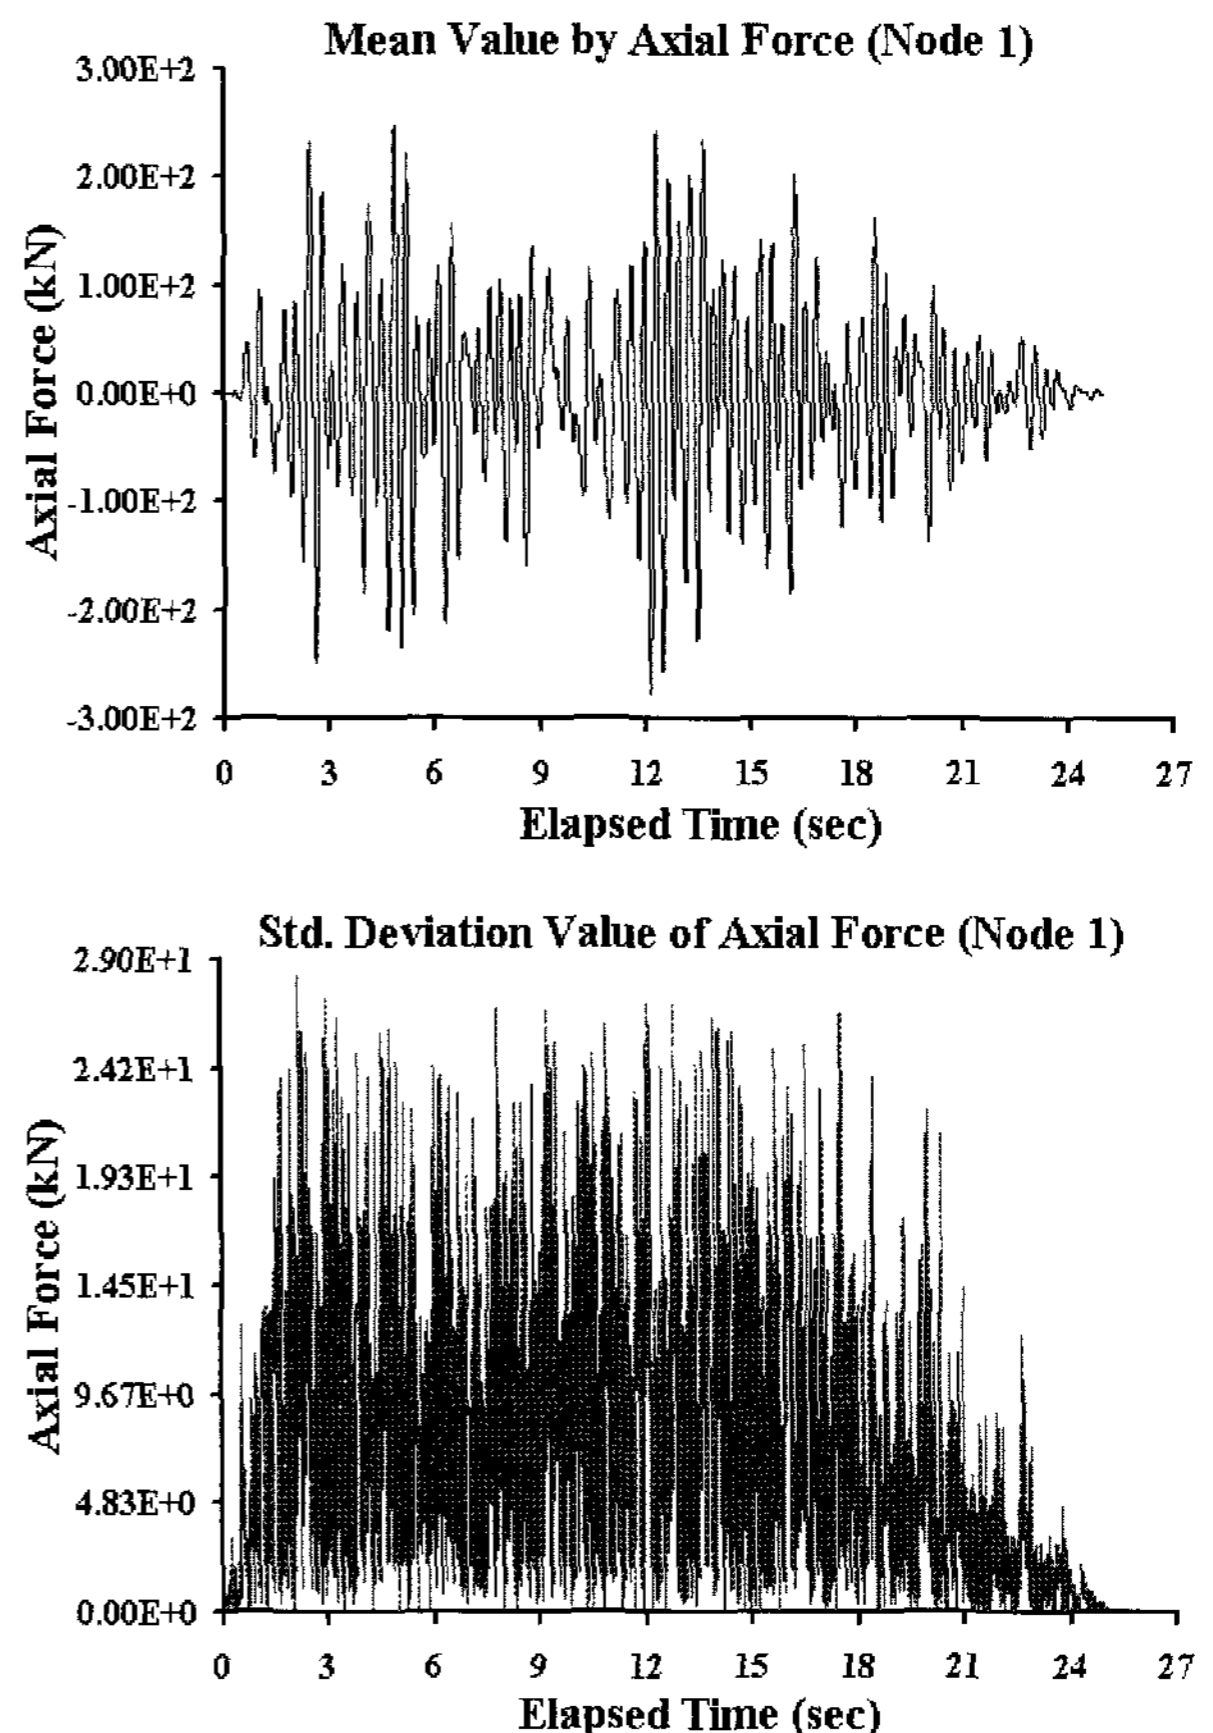 Mean Value by Axial Force (Node 1)
3.00E+2
2.00E+2
1.00E+2
0.00E+0
-1.00E+2
-2.00E+2
-3.00E+2
Axial Force (kN)
0 3 6 9 12 15 18 21 24 27
Elapsed Time (sec)
Std. Deviation Value of Axial Force (Node 1)
2.90E+1
2.42E+1
1.93E+1
1.45E+1
9.67E+0
4.83E+0
0.00E+0
Axial Force (kN)
0 3 6 9 12 15 18 21 24 27
Elapsed Time (sec)